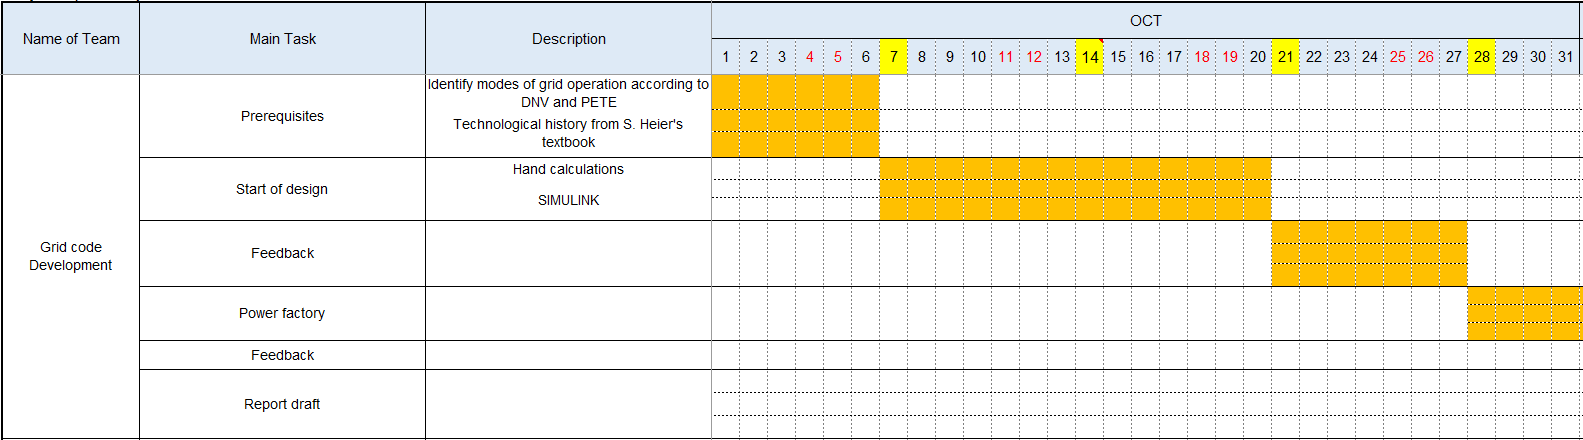 Name of Team
Main Task
Description
OCT
1 2 3 4 5 6 7 8 9 10 11 12 13 14 15 16 17 18 19 20 21 22 23 24 25 26 27 28 29 30 31
Grid code
Development
Prerequisites
Identify modes of grid operation according to
DNV and PETE
Technological history from S. Heier's
textbook
Start of design
Hand calculations
SIMULINK
Feedback
Power factory
Feedback
Report draft